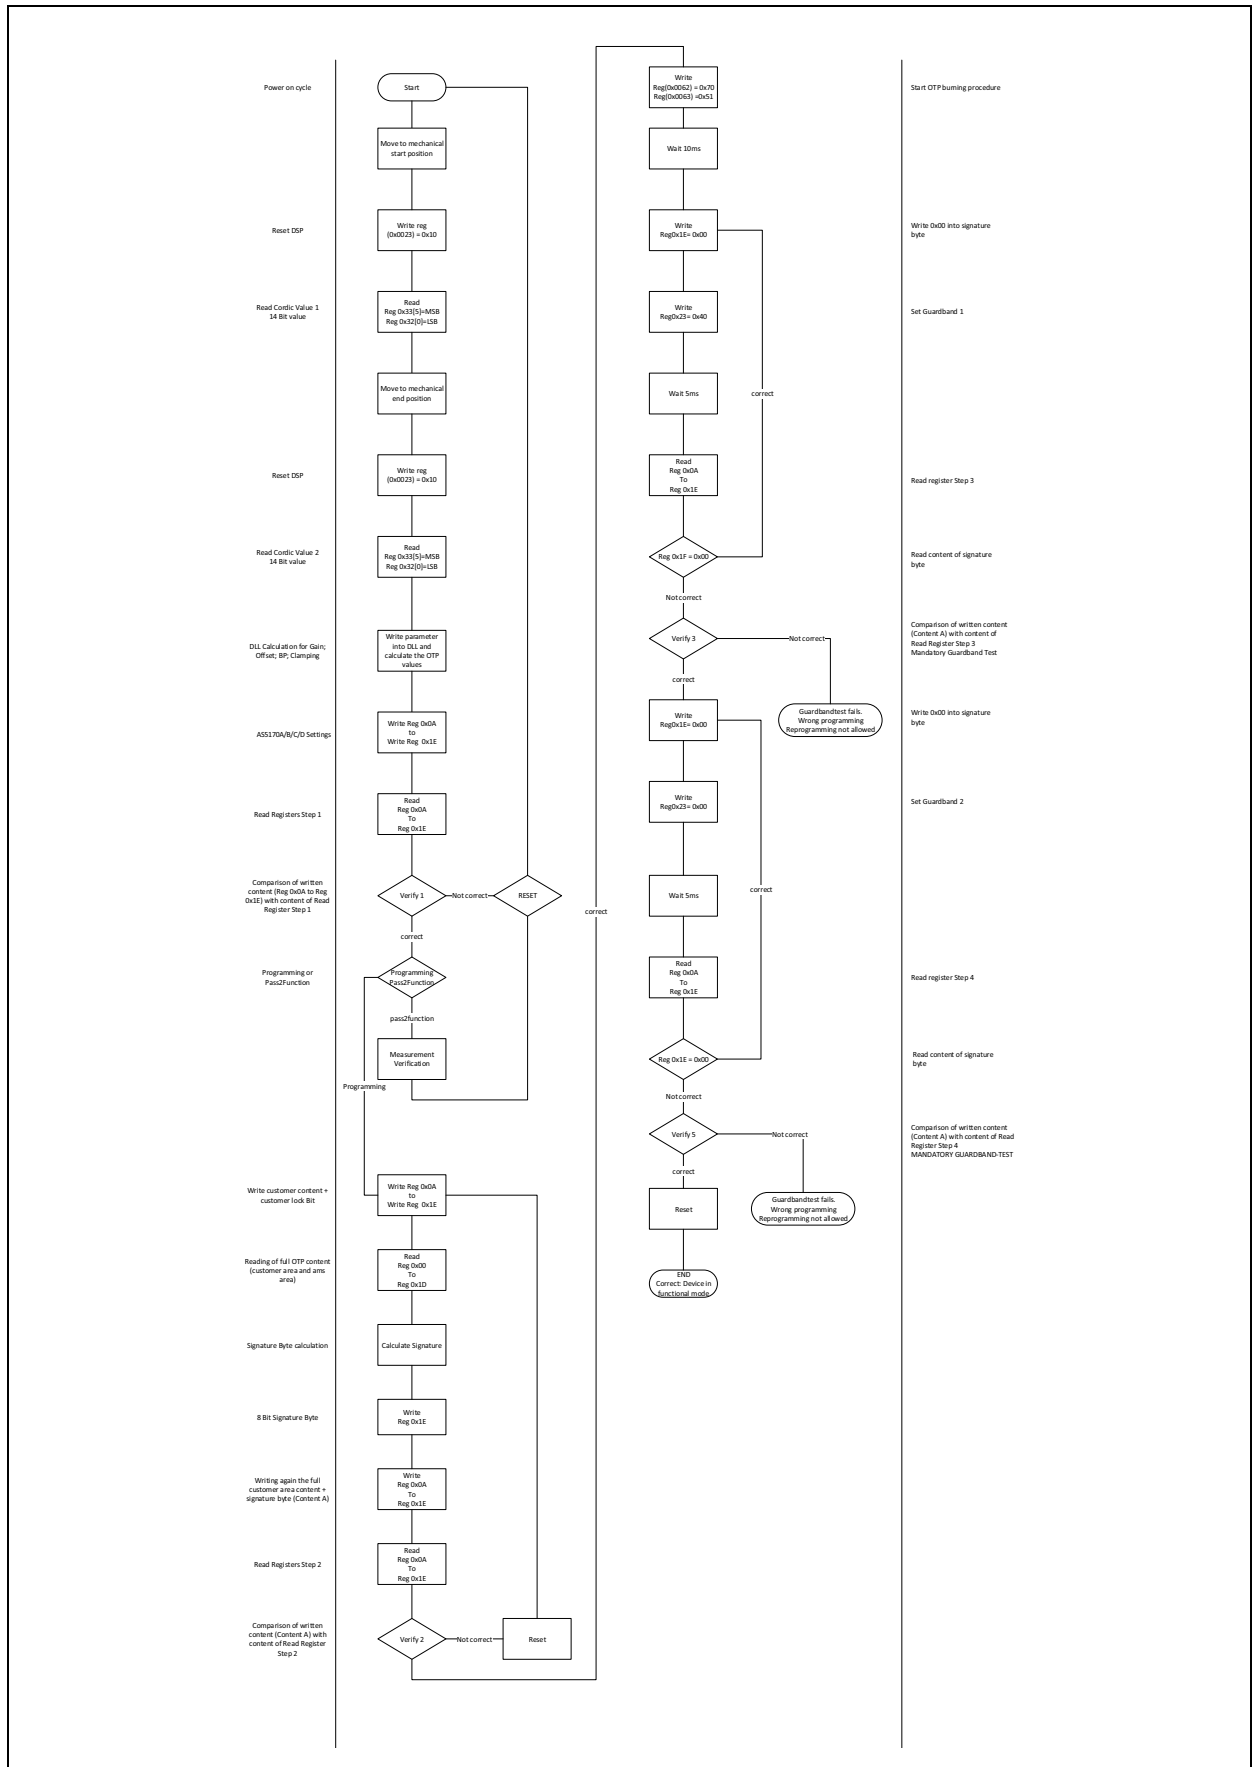 Power on cycle
Start
Move to mechanical
start position
Reset DSP
Write reg
(0x0023) = 0x10
Read Cordic Value 1
14 Bit value
Read
Reg 0x33[5]=MSB
Reg 0x32[0]=LSB
Move to mechanical
end position
Reset DSP
Write reg
(0x0023) = 0x10
Read Cordic Value 2
14 Bit value
Read
Reg 0x33[5]=MSB
Reg 0x32[0]=LSB
DLL Calculation for Gain;
Offset; BP; Clamping
Write parameter
into DLL and
calculate the OTP
values
AS5170A/B/C/D Settings
Write Reg 0x0A
to
Write Reg 0x1E
Read Registers Step 1
Read
Reg 0x0A
To
Reg 0x1E
Comparison of written
content (Reg 0x0A to Reg
0x1E) with content of Read
Register Step 1
Verify 1
Not correct
RESET
correct
Programming or
Pass2Function
Programming
Pass2Function
pass2function
Measurement
Verification
Programming
Write customer content +
customer lock Bit
Write Reg 0x0A
to
Write Reg 0x1E
Reading of full OTP content
(customer area and ams
area)
Read
Reg 0x00
To
Reg 0x1D
Signature Byte calculation
Calculate Signature
8 Bit Signature Byte
Write
Reg 0x1E
Writing again the full
customer area content +
signature byte (Content A)
Write
Reg 0x0A
To
Reg 0x1E
Read Registers Step 2
Read
Reg 0x0A
To
Reg 0x1E
Comparison of written
content (Content A) with
content of Read Register
Step 2
Verify 2
Not correct
Reset
correct
Write
Reg(0x0062) = 0x70
Reg(0x0063) =0x51
Start OTP burning procedure
Wait 10ms
Write
Reg0x1E= 0x00
Write 0x00 into signature
byte
Write
Reg0x23= 0x40
Set Guardband 1
Wait 5ms
correct
Read
Reg 0x0A
To
Reg 0x1E
Read register Step 3
Reg 0x1F = 0x00
Read content of signature
byte
Not correct
Verify 3
Not correct
Comparison of written content
(Content A) with content of
Read Register Step 3
Mandatory Guardband Test
correct
Guardbandtest fails.
Wrong programming
Reprogramming not allowed
Write
Reg0x1E= 0x00
Write 0x00 into signature
byte
Write
Reg0x23= 0x00
Set Guardband 2
Wait 5ms
correct
Read
Reg 0x0A
To
Reg 0x1E
Read register Step 4
Reg 0x1E = 0x00
Read content of signature
byte
Not correct
Verify 5
Not correct
Comparison of written content
(Content A) with content of Read
Register Step 4
MANDATORY GUARDBAND-TEST
correct
Reset
Guardbandtest fails.
Wrong programming
Reprogramming not allowed
END
Correct: Device in
functional mode